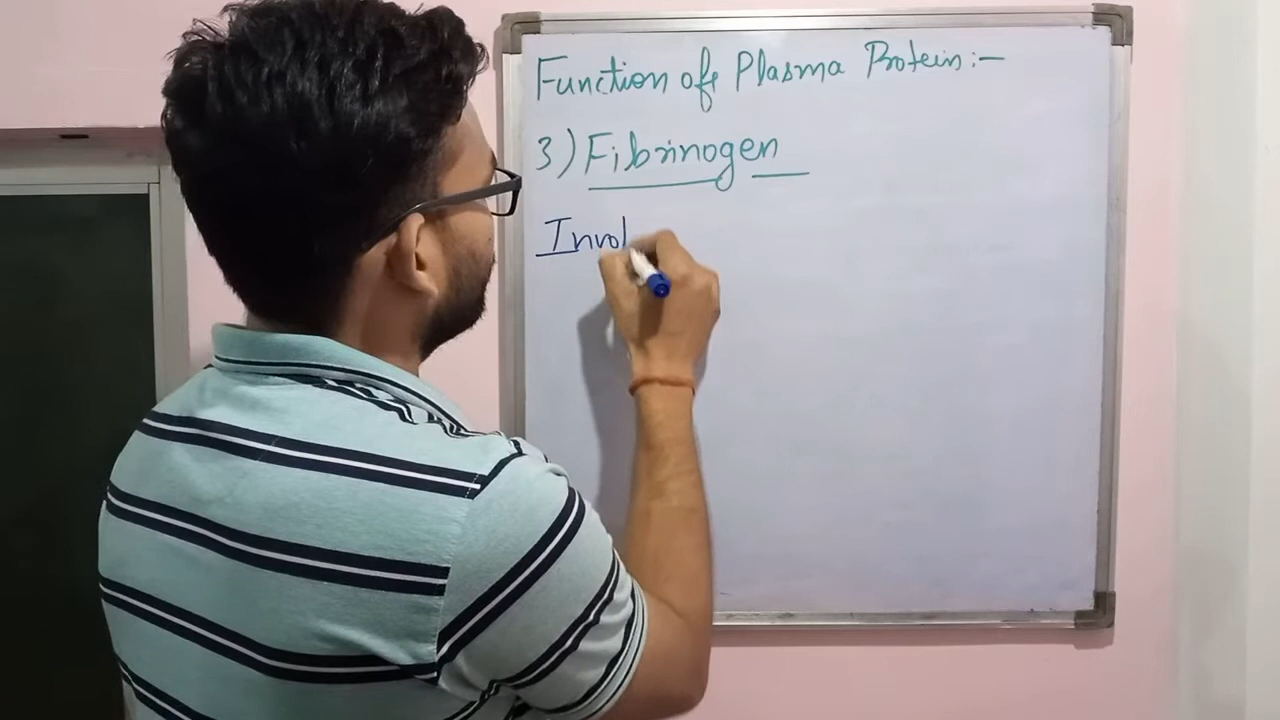 Function of Plasma Protein:-
3) Fibrinogen
Invol